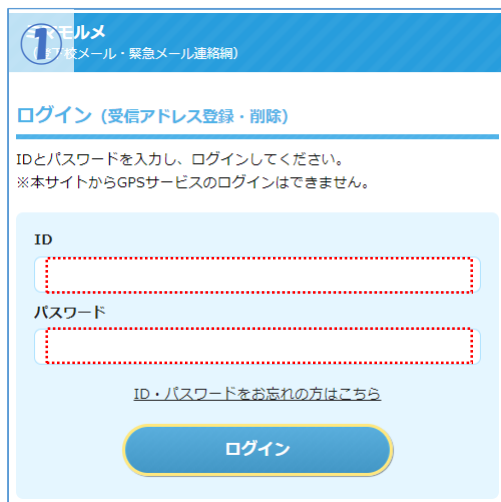 ①
モルメ
校メール・緊急メール連絡網)
ログイン (受信アドレス登録・削除)
IDとパスワードを入力し、ログインしてください。
※本サイトからGPSサービスのログインはできません。
ID
パスワード
ID・パスワードをお忘れの方はこちら
ログイン